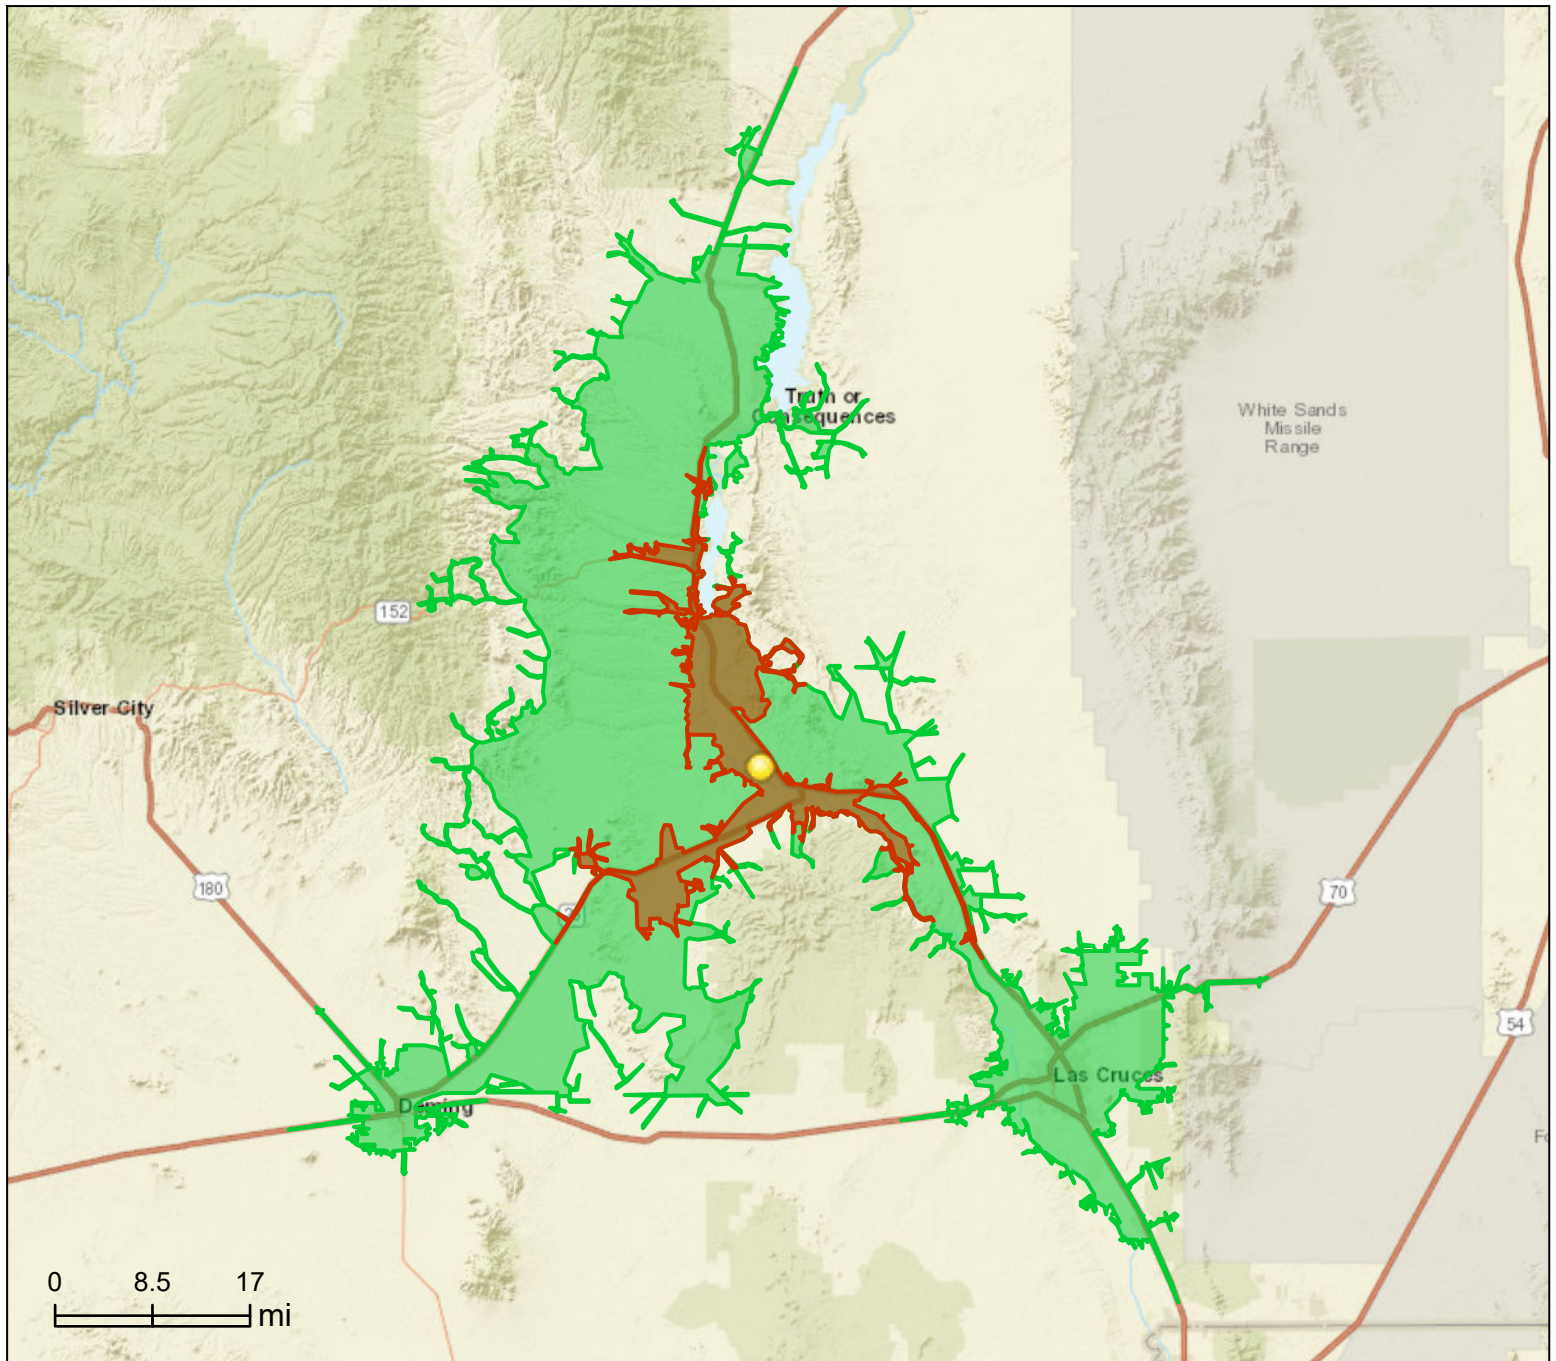 Truth or
Consequences
White Sands
Missile
Range
152
Silver City
180
70
54
Las Cruces
Deming
0 8.5 17
mi